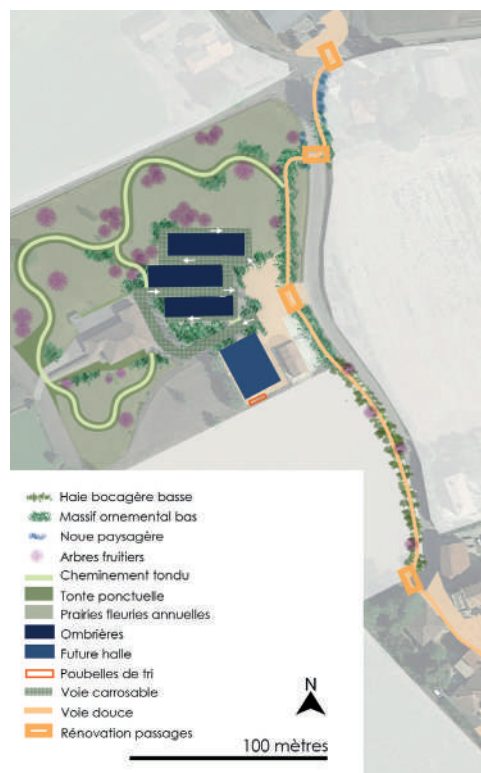 Haie bocagère basse
Massif ornemental bas
Noue paysagère
Arbres fruitiers
Cheminement tondu
Tonte ponctuelle
Prairies fleuries annuelles
Ombrières
Future halle
Poubelles de tri
Voie carrosable
Voie douce
Rénovation passages
N
100 mètres